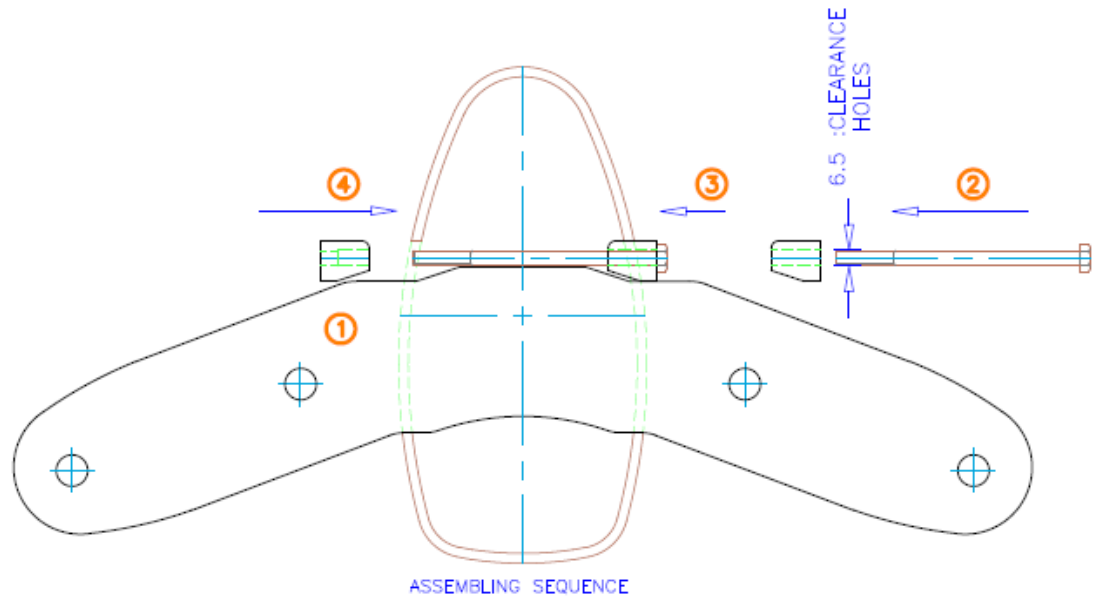 6.5 :CLEARANCE
HOLES
④
③
②
①
ASSEMBLING SEQUENCE